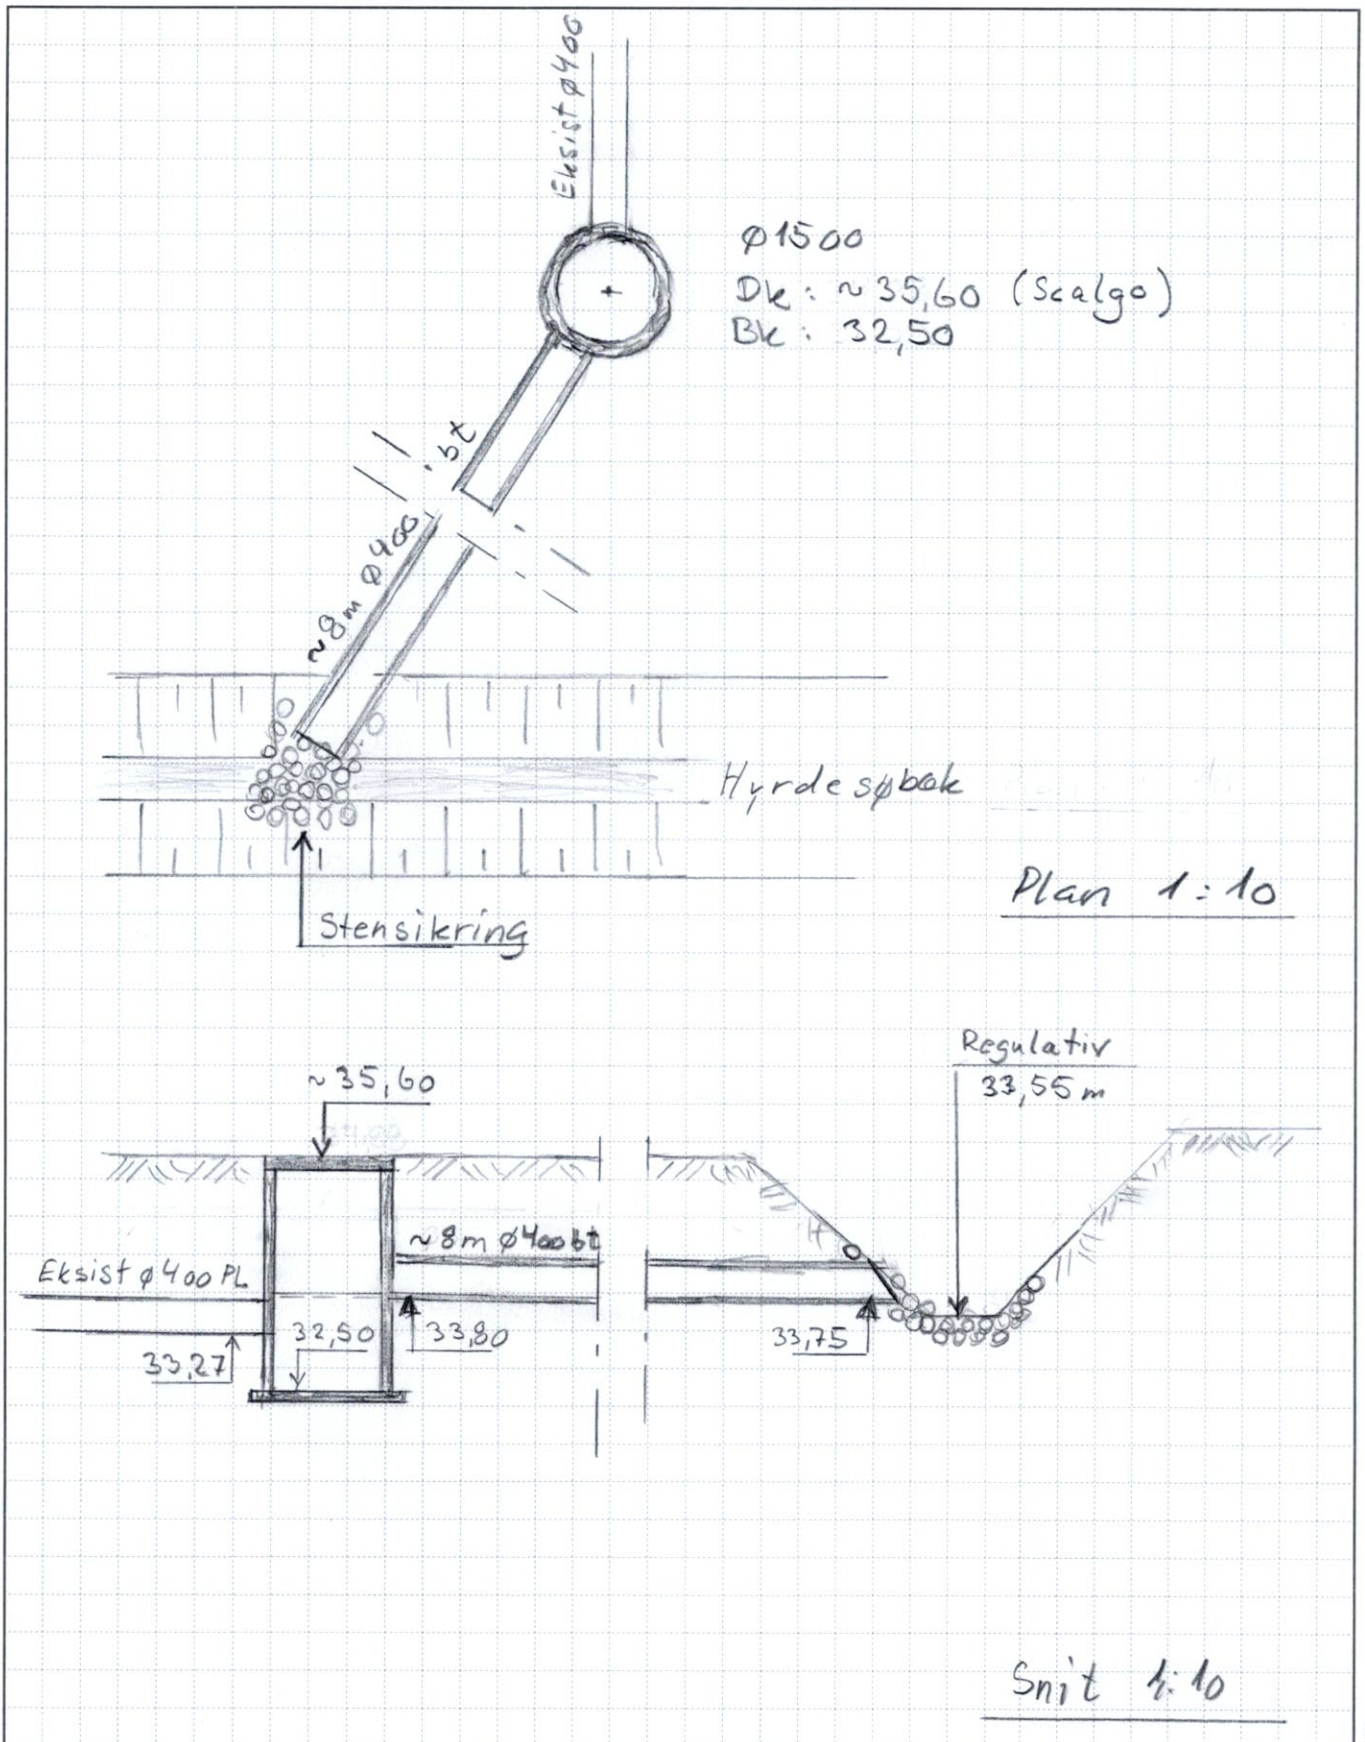 Eksist ø400
ø1500
Dk: ~35,60 (Scalgo)
Bk: 32,50
~8m ø400 bt
Hyrdesøbæk
Plan 1:10
Stensikring
Regulativ
33,55 m
~35,60
~8m ø400 bt
Eksist ø400 PL
32,50
33,80
33,75
33,27
Snit 1:10